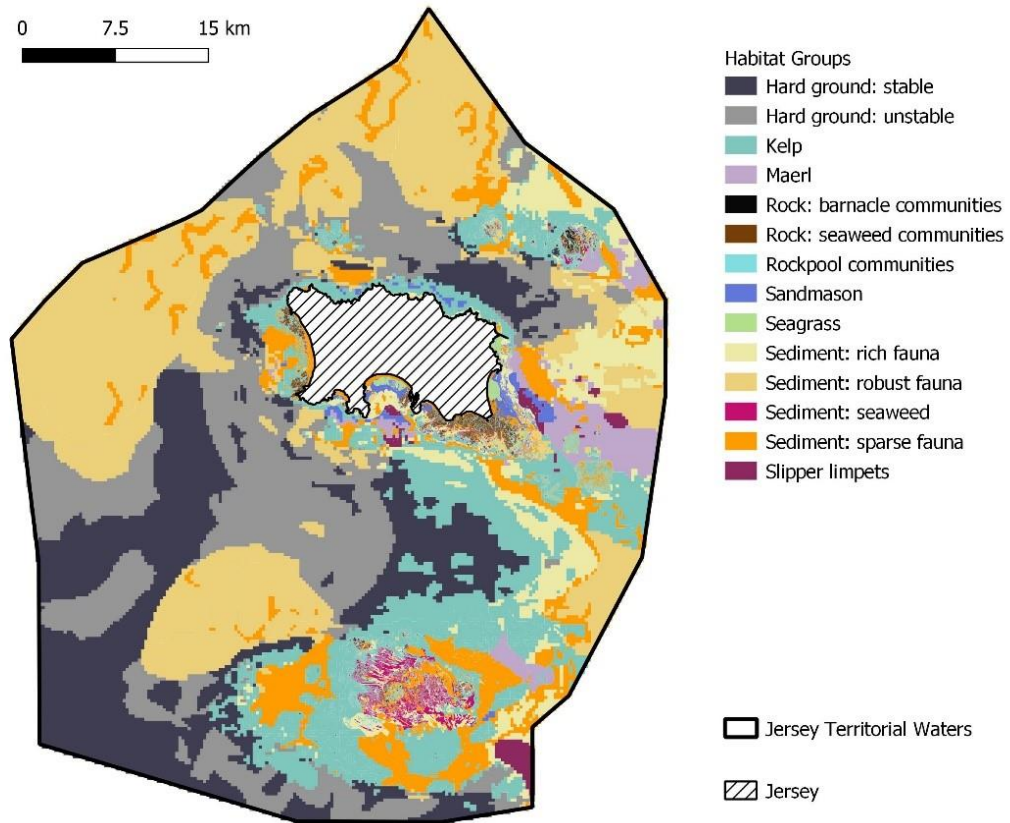 0 7.5 15 km
Habitat Groups
Hard ground: stable
Hard ground: unstable
Kelp
Maerl
Rock: barnacle communities
Rock: seaweed communities
Rockpool communities
Sandmason
Seagrass
Sediment: rich fauna
Sediment: robust fauna
Sediment: seaweed
Sediment: sparse fauna
Slipper limpets
Jersey Territorial Waters
Jersey